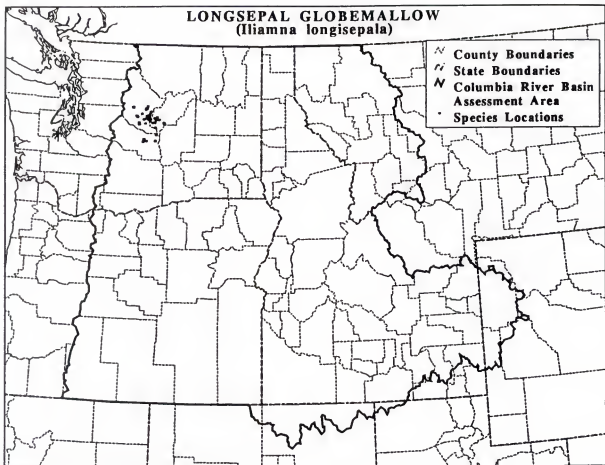 LONGSEPAL GLOBEMALLOW
(Iliamna longisepala)
County Boundaries
State Boundaries
Columbia River Basin
Assessment Area
Species Locations